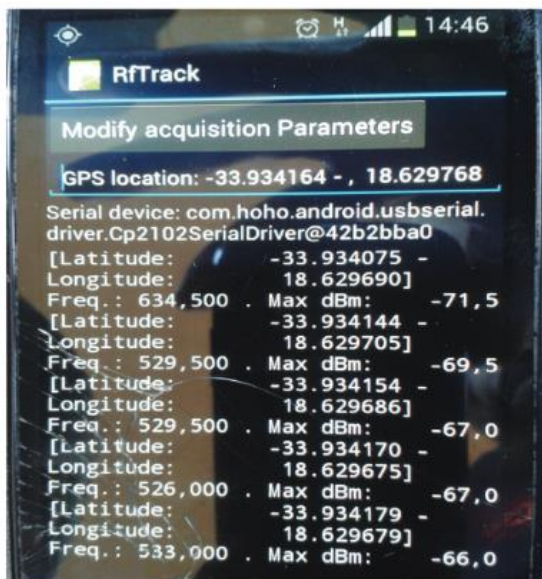 H 14:46
RfTrack
Modify acquisition Parameters
GPS location: -33.934164 - , 18.629768
Serial device: com.hoho.android.usbserial.
driver.Cp2102SerialDriver@42b2bba0
[Latitude: -33.934075 -
Longitude: 18.629690]
Freq.: 634,500 . Max dBm: -71,5
[Latitude: -33.934144 -
Longitude: 18.629705]
Freq.: 529,500 . Max dBm: -69,5
[Latitude: -33.934154 -
Longitude: 18.629686]
Freq.: 529,500 . Max dBm: -67,0
[Latitude: -33.934170 -
Longitude: 18.629675]
Freq.: 526,000 . Max dBm: -67,0
[Latitude: -33.934179 -
Longitude: 18.629679]
Freq.: 533,000 . Max dBm: -66,0